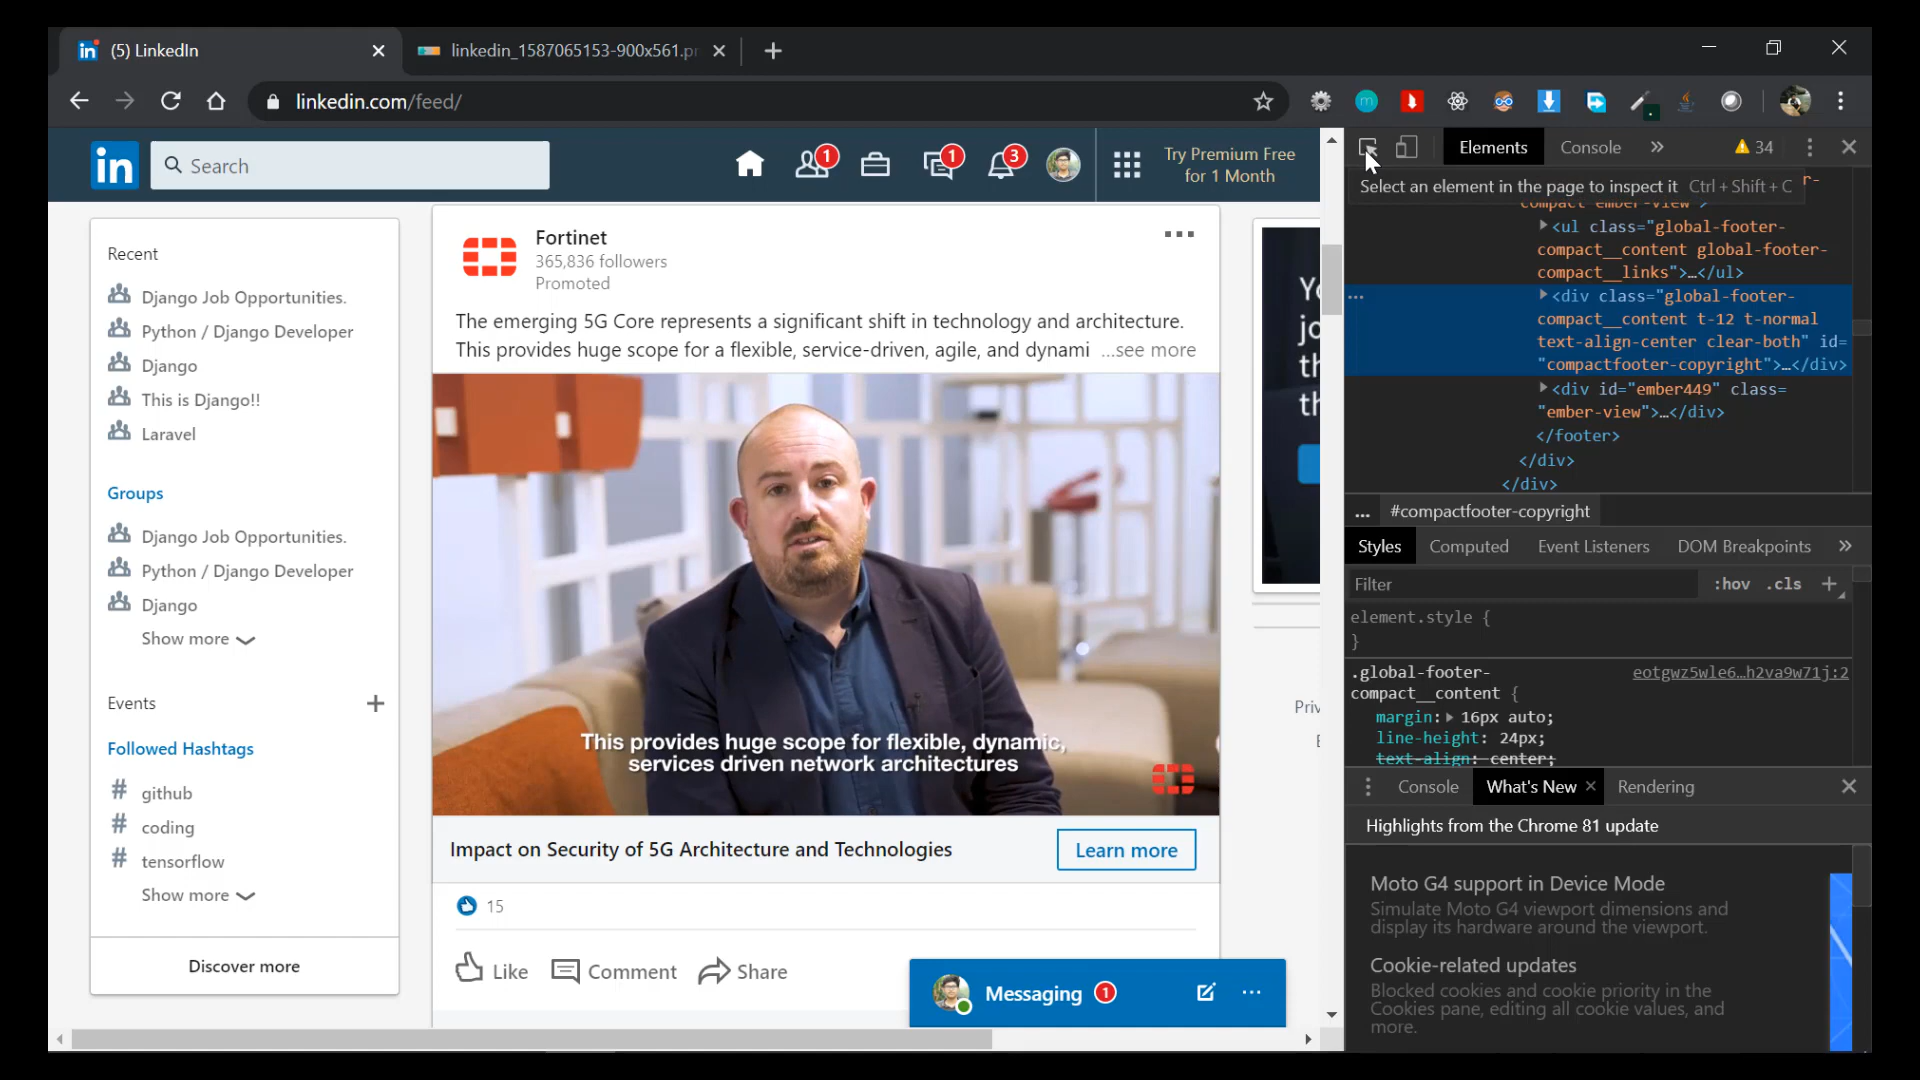 (5) LinkedIn
linkedin_1587065153-900x561.pr
linkedin.com/feed/
in
Search
1
1
3
Try Premium Free
for 1 Month
Recent
Django Job Opportunities.
Python / Django Developer
Django
This is Django!!
Laravel
Groups
Django Job Opportunities.
Python / Django Developer
Django
Show more
Events
Followed Hashtags
# github
# coding
# tensorflow
Show more
Discover more
Fortinet
365,836 followers
Promoted
The emerging 5G Core represents a significant shift in technology and architecture.
This provides huge scope for a flexible, service-driven, agile, and dynami ...see more
This provides huge scope for flexible, dynamic,
services driven network architectures
Impact on Security of 5G Architecture and Technologies
Learn more
15
Like Comment Share
Messaging 1
Elements Console 34
Select an element in the page to inspect it Ctrl + Shift + C
compact ember-view">
<ul class="global-footer-
compact__content global-footer-
compact__links">…</ul>
<div class="global-footer-
compact__content t-12 t-normal
text-align-center clear-both" id=
"compactfooter-copyright">…</div>
<div id="ember449" class=
"ember-view">…</div>
</footer>
</div>
</div>
... #compactfooter-copyright
Styles Computed Event Listeners DOM Breakpoints
Filter :hov .cls +
element.style {
}
.global-footer- eotgwz5wle6…h2va9w71j:2
compact__content {
margin: 16px auto;
line-height: 24px;
text-align: center;
Console What's New Rendering
Highlights from the Chrome 81 update
Moto G4 support in Device Mode
Simulate Moto G4 viewport dimensions and
display its hardware around the viewport.
Cookie-related updates
Blocked cookies and cookie priority in the
Cookies pane, editing all cookie values, and
more.